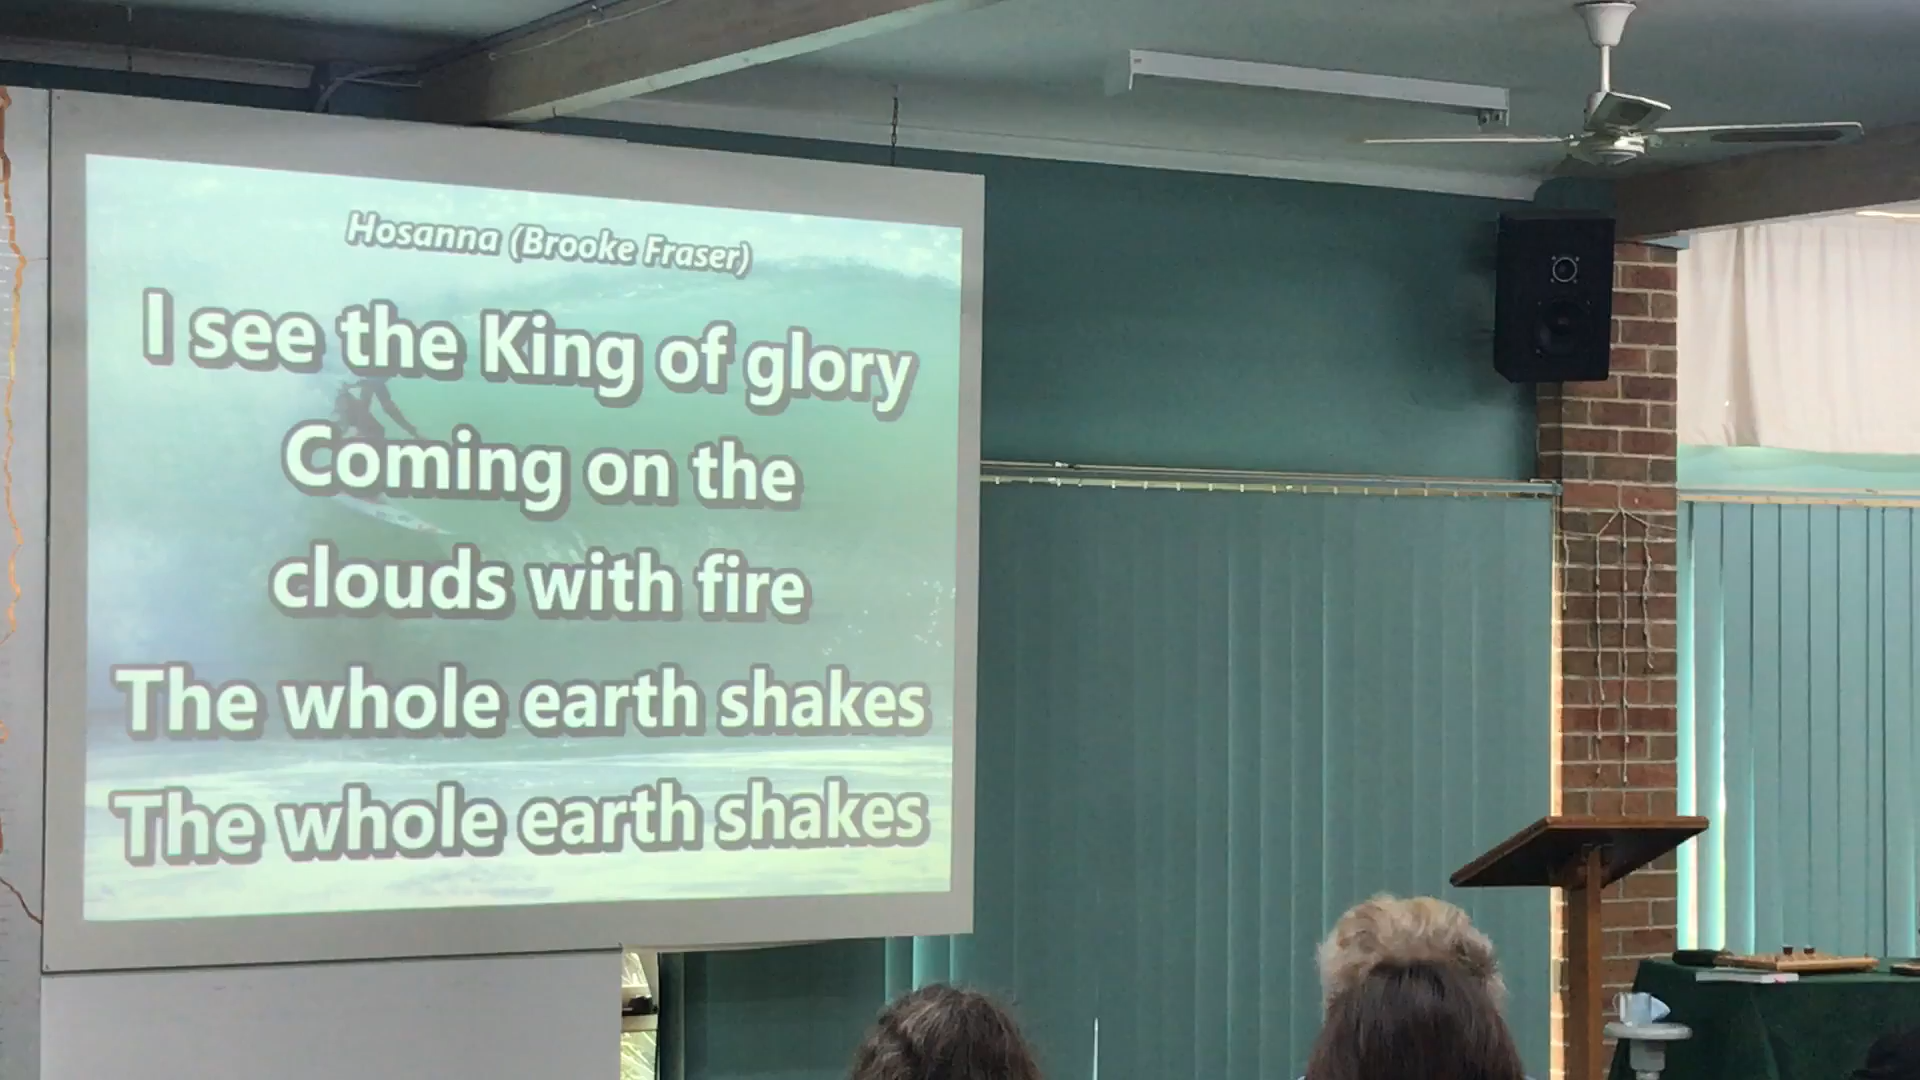 Hosanna (Brooke Fraser)
I see the King of glory
Coming on the
clouds with fire
The whole earth shakes
The whole earth shakes